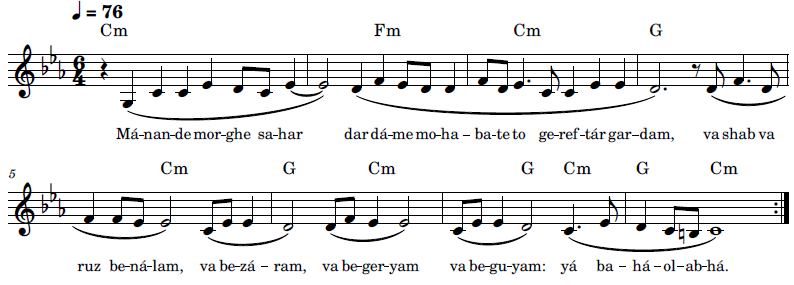 ♩ = 76
Cm Fm Cm G
6/4
Má-nan-de mor-ghe sa-har dar dá-me mo-ha-ba-te to ge-ref-tár gar-dam, va shab va
5 Cm G Cm G Cm G Cm
ruz be-ná-lam, va be-zá-ram, va be-ger-yam va be-gu-yam: yá ba-há-ol-ab-há.